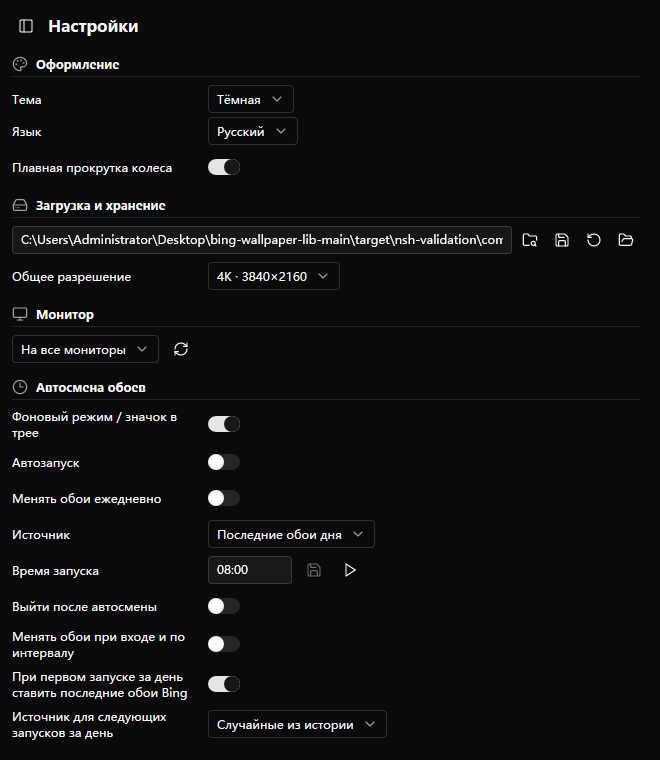 Настройки
Оформление
Тема
Тёмная
Язык
Русский
Плавная прокрутка колеса
Загрузка и хранение
C:\Users\Administrator\Desktop\bing-wallpaper-lib-main\target\nsh-validation\com
Общее разрешение
4K · 3840×2160
Монитор
На все мониторы
Автосмена обоев
Фоновый режим / значок в
трее
Автозапуск
Менять обои ежедневно
Источник
Последние обои дня
Время запуска
08:00
Выйти после автосмены
Менять обои при входе и по
интервалу
При первом запуске за день
ставить последние обои Bing
Источник для следующих
запусков за день
Случайные из истории